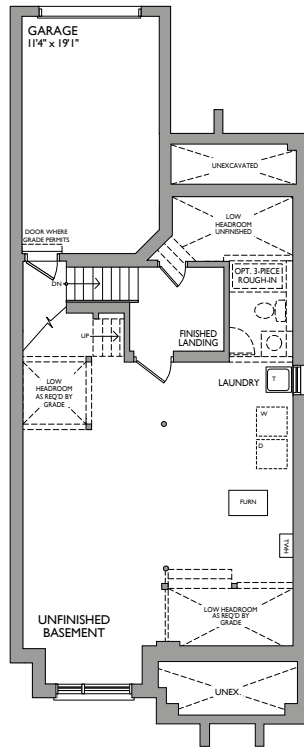 GARAGE
11'4" x 19'1"
UNEXCAVATED
LOW
HEADROOM
UNFINISHED
DOOR WHERE
GRADE PERMITS
OPT. 3-PIECE
ROUGH-IN
DN
UP
FINISHED
LANDING
LOW
HEADROOM
AS REQ'D BY
GRADE
LAUNDRY
T
W
D
FURN
TWH
LOW HEADROOM
AS REQ'D BY
GRADE
UNFINISHED
BASEMENT
UNEX.